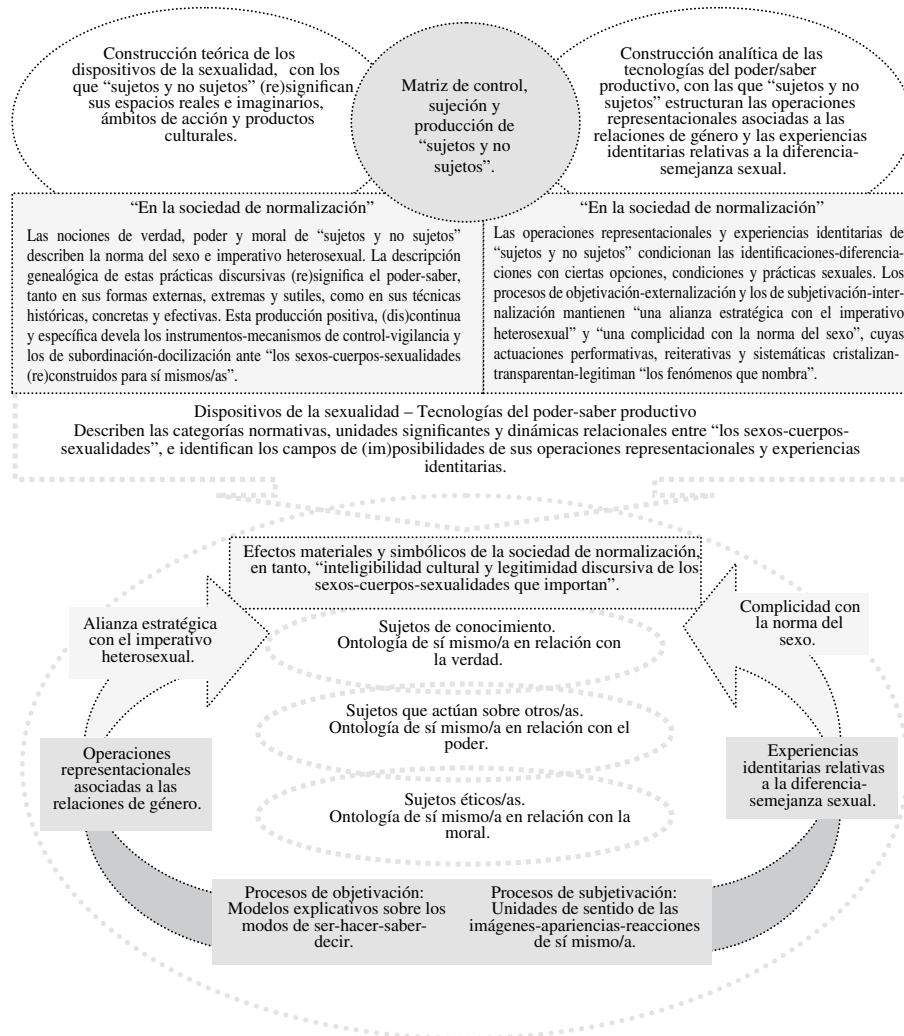 Construcción teórica de los
dispositivos de la sexualidad, con los
que “sujetos y no sujetos” (re)significan
sus espacios reales e imaginarios,
ámbitos de acción y productos
culturales.
Matriz de control,
sujeción y
producción de
“sujetos y no
sujetos”.
Construcción analítica de las
tecnologías del poder/saber
productivo, con las que “sujetos y no
sujetos” estructuran las operaciones
representacionales asociadas a las
relaciones de género y las experiencias
identitarias relativas a la diferencia-
semejanza sexual.
“En la sociedad de normalización”
Las nociones de verdad, poder y moral de “sujetos y no sujetos”
describen la norma del sexo e imperativo heterosexual. La descripción
genealógica de estas prácticas discursivas (re)significa el poder-saber,
tanto en sus formas externas, extremas y sutiles, como en sus técnicas
históricas, concretas y efectivas. Esta producción positiva, (dis)continua
y específica devela los instrumentos-mecanismos de control-vigilancia y
los de subordinación-docilización ante “los sexos-cuerpos-sexualidades
(re)construidos para sí mismos/as”.
“En la sociedad de normalización”
Las operaciones representacionales y experiencias identitarias de
“sujetos y no sujetos” condicionan las identificaciones-diferencia-
ciones con ciertas opciones, condiciones y prácticas sexuales. Los
procesos de objetivación-externalización y los de subjetivación-inter-
nalización mantienen “una alianza estratégica con el imperativo
heterosexual” y “una complicidad con la norma del sexo”, cuyas
actuaciones performativas, reiterativas y sistemáticas cristalizan-
transparentan-legitiman “los fenómenos que nombra”.
Dispositivos de la sexualidad – Tecnologías del poder-saber productivo
Describen las categorías normativas, unidades significantes y dinámicas relacionales entre “los sexos-cuerpos-
sexualidades”, e identifican los campos de (im)posibilidades de sus operaciones representacionales y experiencias
identitarias.
Efectos materiales y simbólicos de la sociedad de normalización,
en tanto, “inteligibilidad cultural y legitimidad discursiva de los
sexos-cuerpos-sexualidades que importan”.
Alianza estratégica
con el imperativo
heterosexual.
Complicidad con
la norma del
sexo.
Sujetos de conocimiento.
Ontología de sí mismo/a en relación con
la verdad.
Sujetos que actúan sobre otros/as.
Ontología de sí mismo/a en relación con el
poder.
Sujetos éticos/as.
Ontología de sí mismo/a en relación con la
moral.
Operaciones
representacionales
asociadas a las
relaciones de género.
Experiencias
identitarias relativas
a la diferencia-
semejanza sexual.
Procesos de objetivación:
Modelos explicativos sobre los
modos de ser-hacer-saber-
decir.
Procesos de subjetivación:
Unidades de sentido de las
imágenes-apariencias-reacciones
de sí mismo/a.